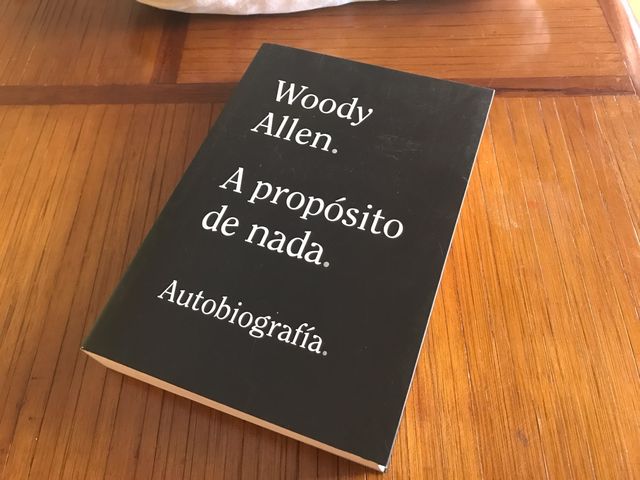 Woody
Allen.
A propósito
de nada.
Autobiografía.